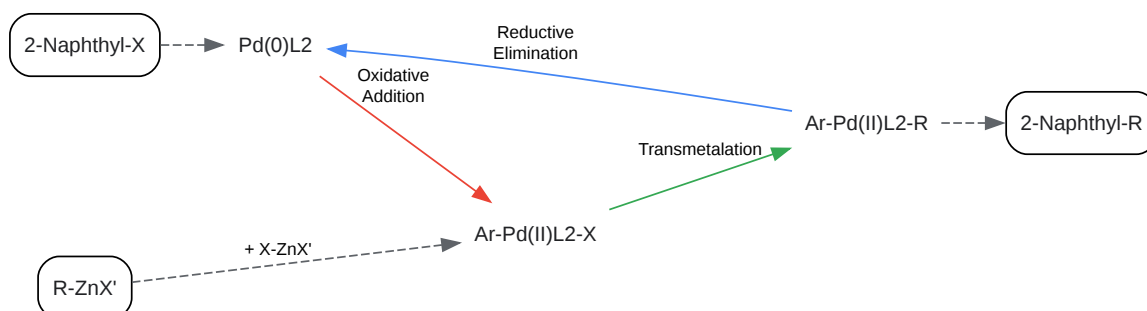 2-Naphthyl-X
Pd(0)L2
Reductive
Elimination
Oxidative
Addition
Ar-Pd(II)L2-R
2-Naphthyl-R
Transmetalation
Ar-Pd(II)L2-X
+ X-ZnX'
R-ZnX'